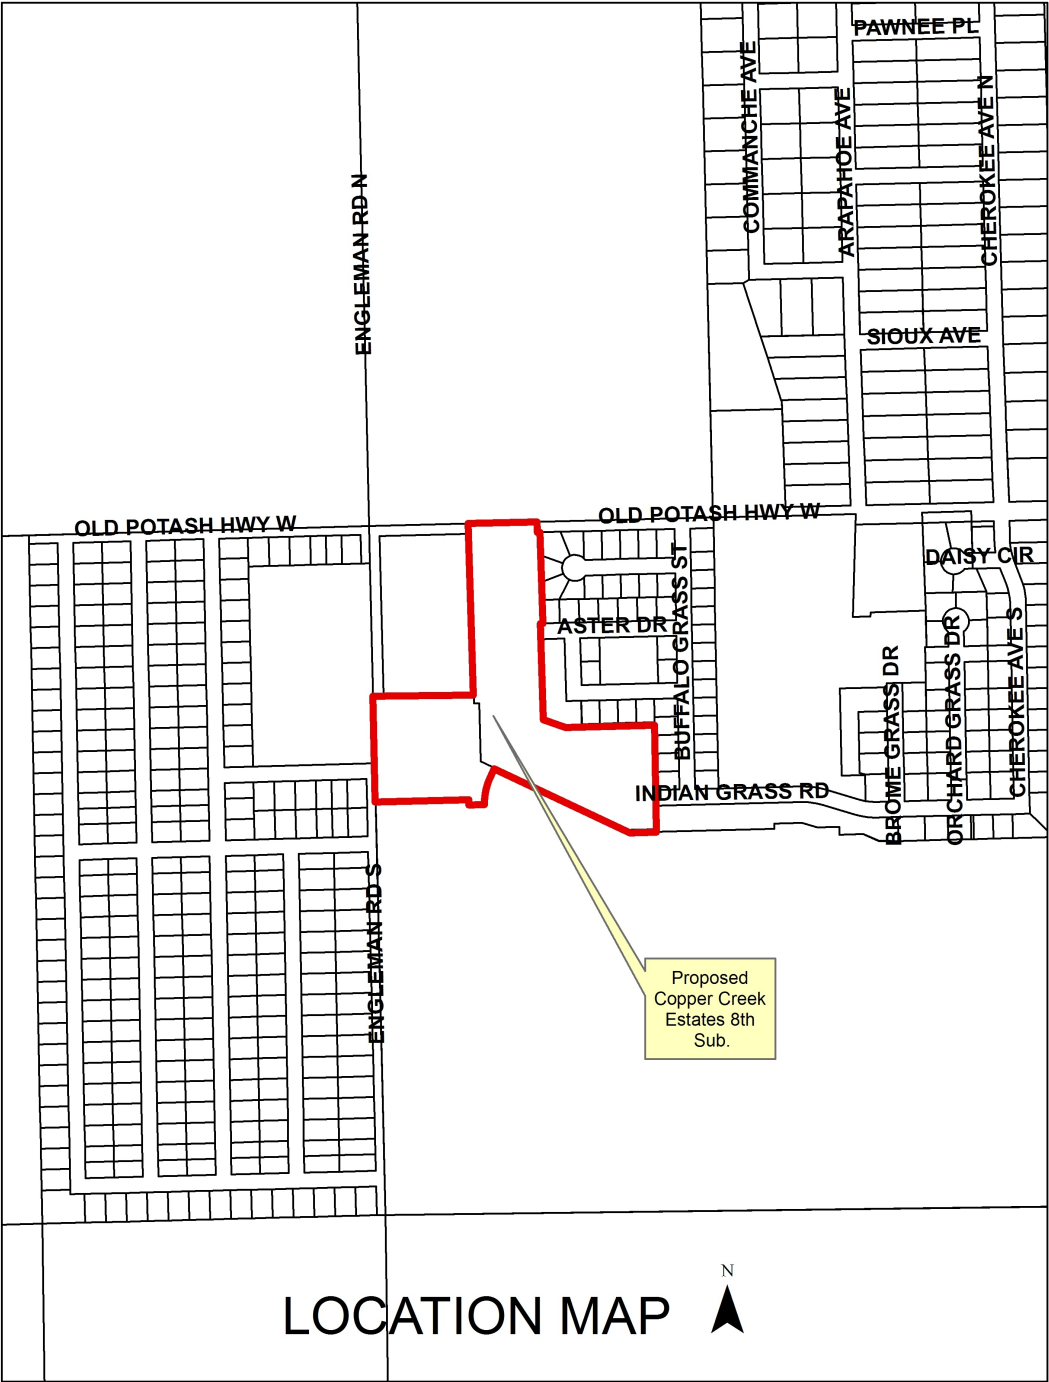 PAWNEE PL
COMMANCHE AVE
ARAPAHOE AVE
CHEROKEE AVE N
ENGLEMAN RD N
SIOUX AVE
OLD POTASH HWY W
OLD POTASH HWY W
DAISY CIR
ASTER DR
BUFFALO GRASS ST
BROME GRASS DR
ORCHARD GRASS DR
CHEROKEE AVE S
INDIAN GRASS RD
ENGLEMAN RD S
Proposed
Copper Creek
Estates 8th
Sub.
N
LOCATION MAP